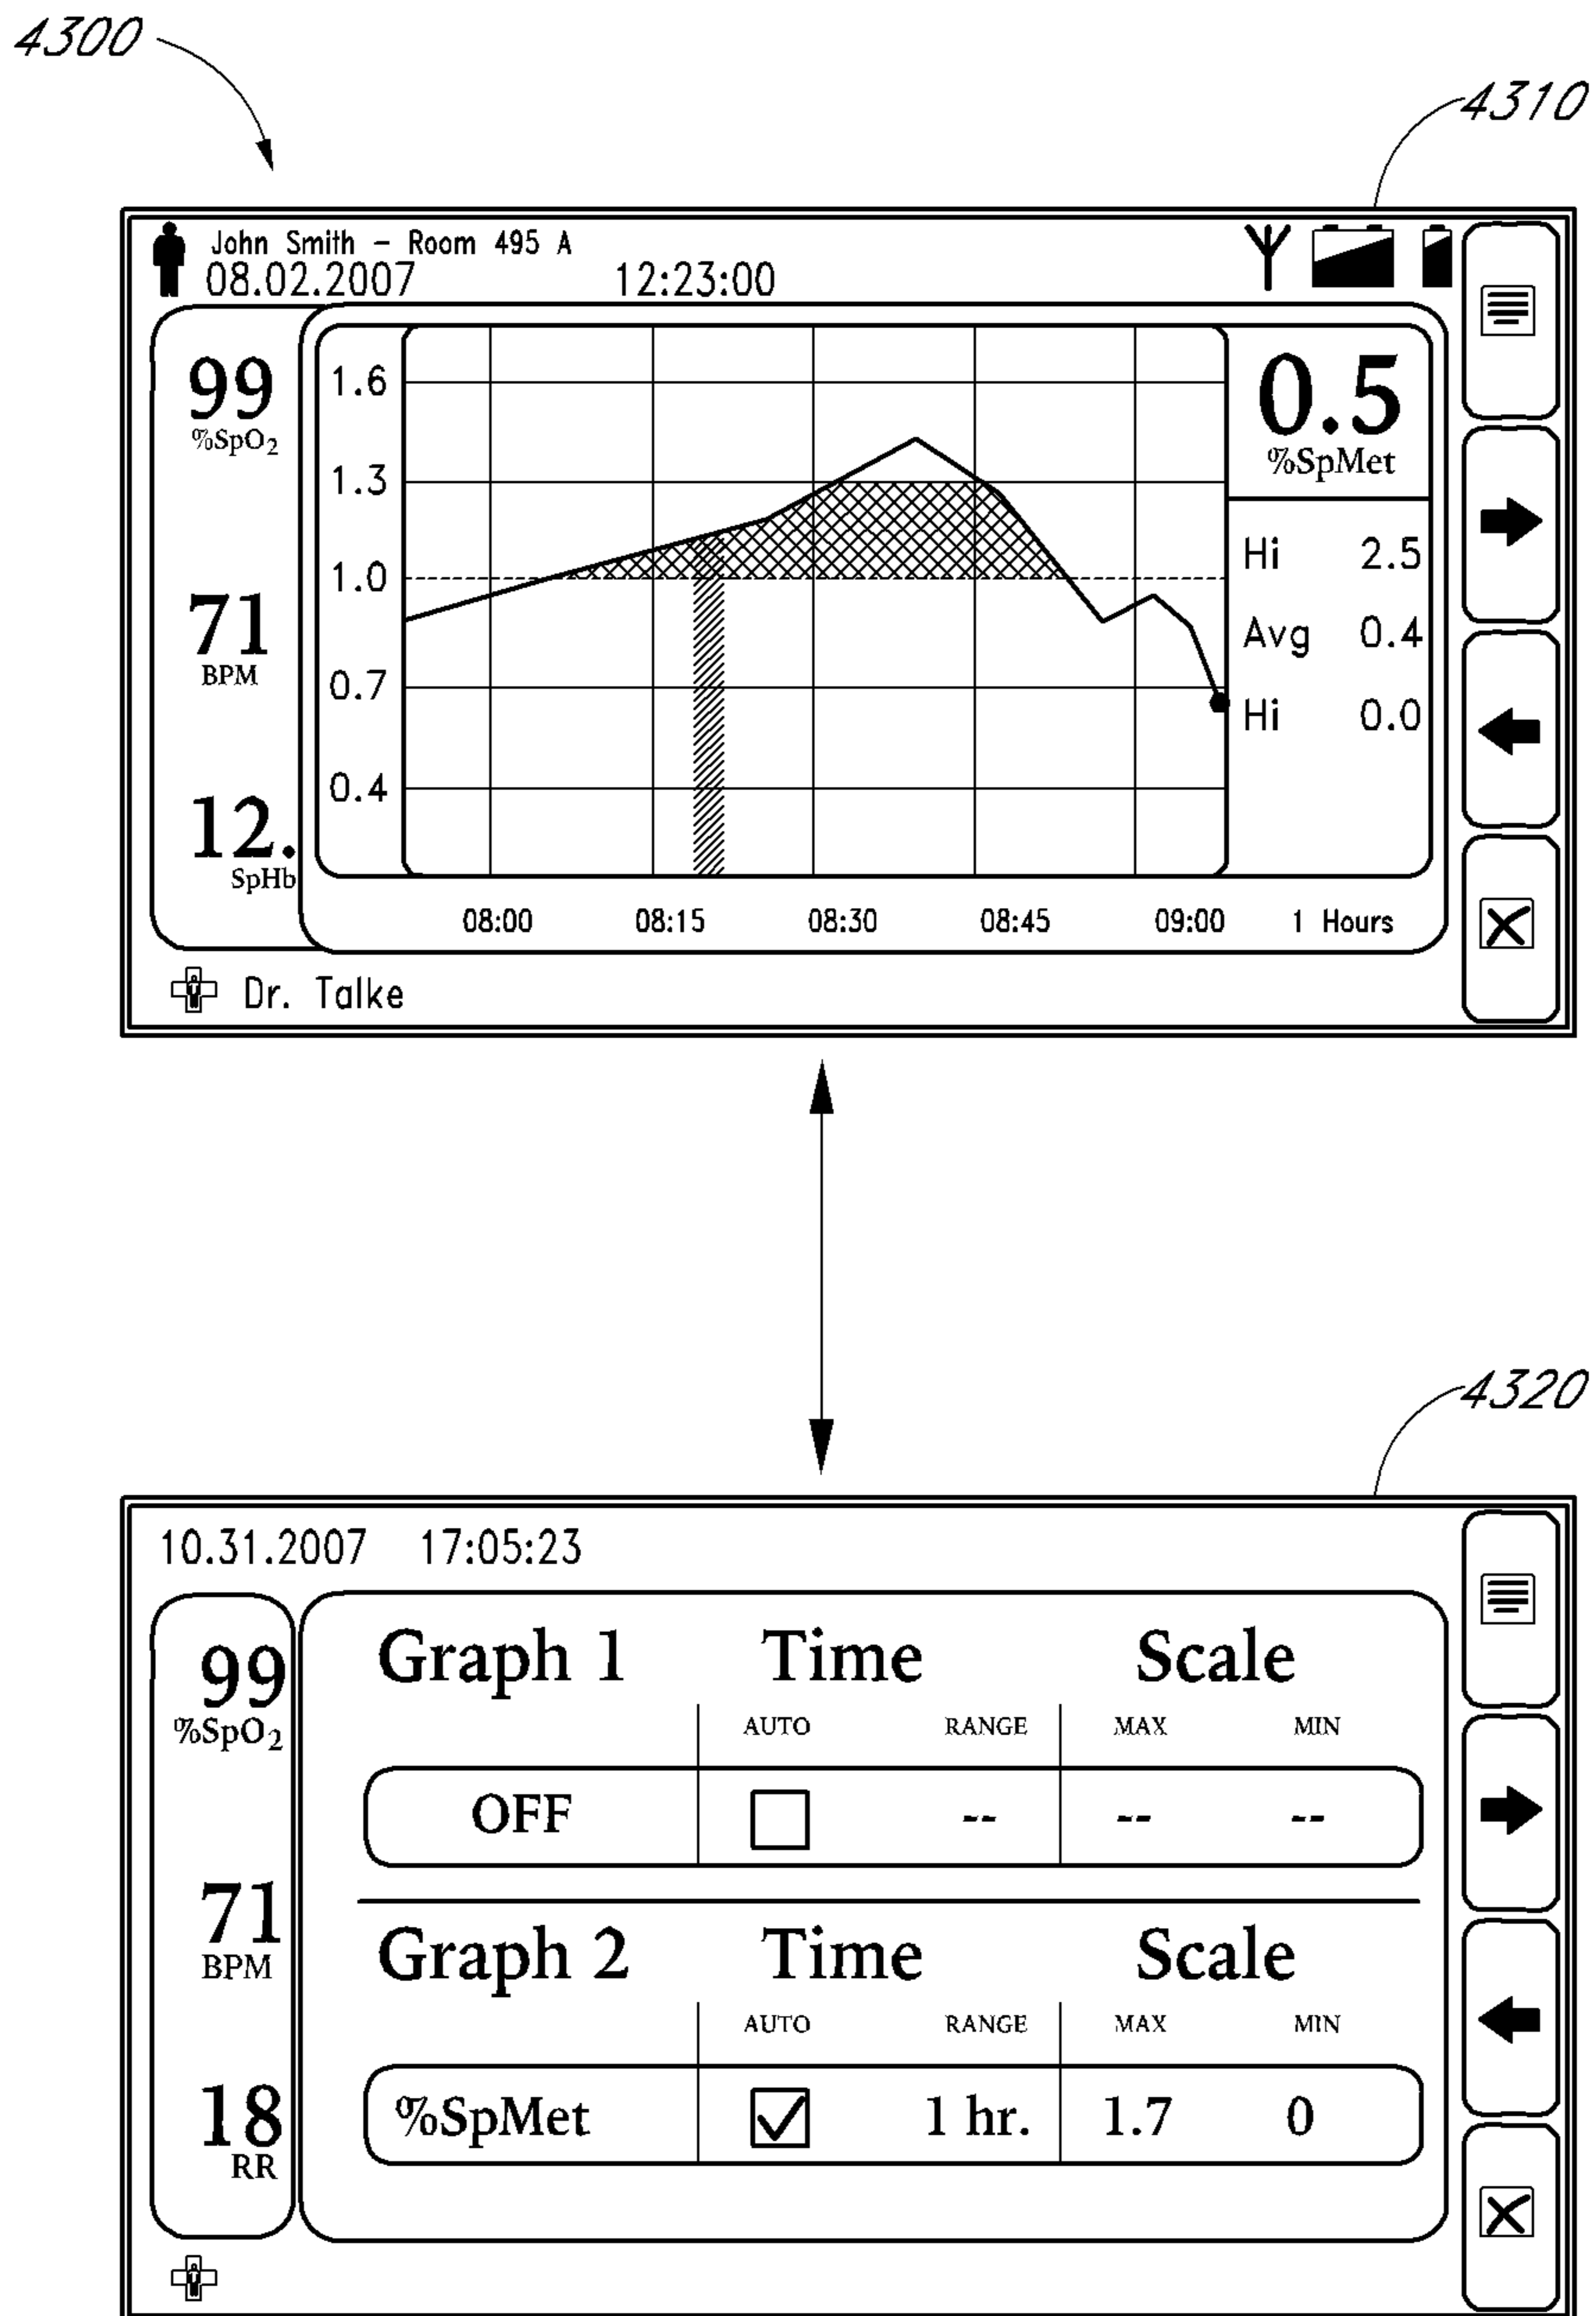 4300
4310
John Smith - Room 495 A
08.02.2007 12:23:00
99
%SpO2
71
BPM
12.
SpHb
1.6
1.3
1.0
0.7
0.4
0.5
%SpMet
Hi 2.5
Avg 0.4
Hi 0.0
08:00 08:15 08:30 08:45 09:00 1 Hours
Dr. Talke
4320
10.31.2007 17:05:23
99
%SpO2
71
BPM
18
RR
Graph 1 Time Scale
AUTO RANGE MAX MIN
OFF -- -- --
Graph 2 Time Scale
AUTO RANGE MAX MIN
%SpMet 1 hr. 1.7 0